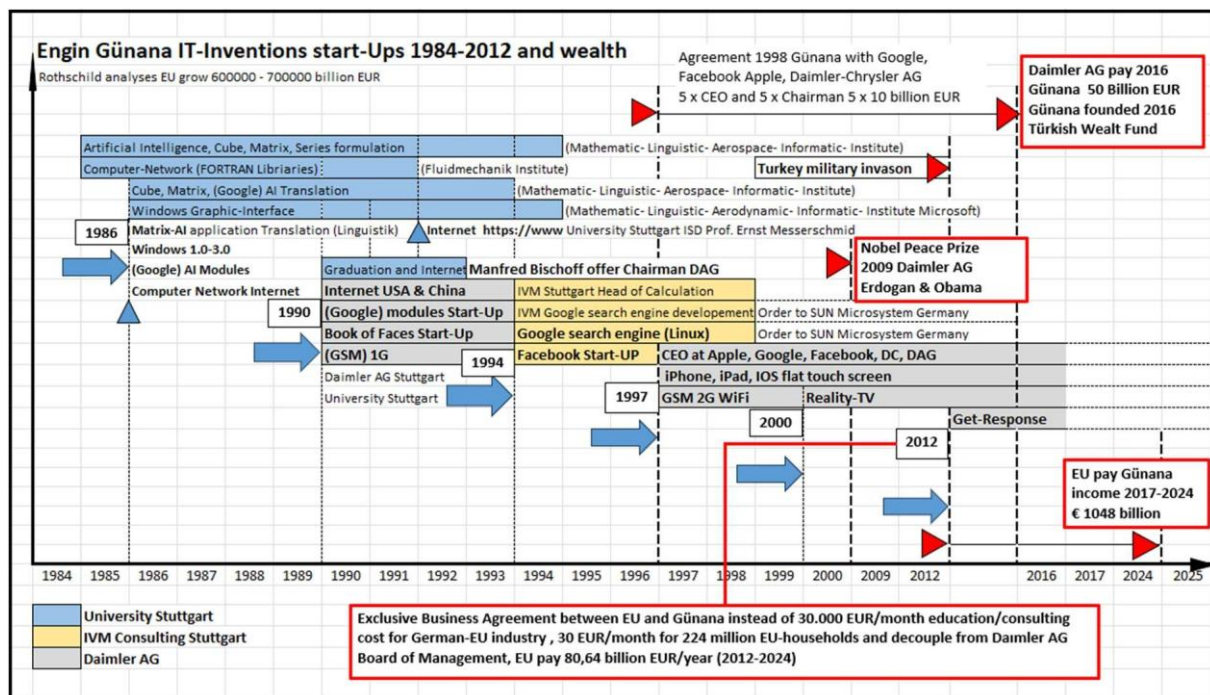 Engin Günana IT-Inventions start-Ups 1984-2012 and wealth
Rothschild analyses EU grow 600000 - 700000 billion EUR
Agreement 1998 Günana with Google,
Facebook Apple, Daimler-Chrysler AG
5 x CEO and 5 x Chairman 5 x 10 billion EUR
Daimler AG pay 2016
Günana 50 Billion EUR
Günana founded 2016
Türkish Wealt Fund
Artificial Intelligence, Cube, Matrix, Series formulation (Mathematic- Linguistic-Aerospace- Informatic- Institute)
Computer-Network (FORTRAN Libriaries) (Fluidmechanik Institute)
Turkey military invason
Cube, Matrix, (Google) AI Translation (Mathematic- Linguistic-Aerospace- Informatic- Institute)
Windows Graphic-Interface (Mathematic- Linguistic- Aerodynamic- Informatic- Institute Microsoft)
1986 Matrix-AI application Translation (Linguistik) Internet https://www University Stuttgart ISD Prof. Ernst Messerschmid
Windows 1.0-3.0
(Google) AI Modules
Computer Network Internet
Nobel Peace Prize
2009 Daimler AG
Erdogan & Obama
Graduation and Internet Manfred Bischoff offer Chairman DAG
Internet USA & China IVM Stuttgart Head of Calculation
1990 (Google) modules Start-Up IVM Google search engine developement Order to SUN Microsystem Germany
Book of Faces Start-Up Google search engine (Linux) Order to SUN Microsystem Germany
(GSM) 1G 1994 Facebook Start-UP CEO at Apple, Google, Facebook, DC, DAG
Daimler AG Stuttgart iPhone, iPad, IOS flat touch screen
University Stuttgart 1997 GSM 2G WiFi Reality-TV
2000 Get-Response
2012
EU pay Günana
income 2017-2024
€ 1048 billion
1984 1985 1986 1987 1988 1989 1990 1991 1992 1993 1994 1995 1996 1997 1998 1999 2000 2009 2012 2016 2017 2024 2025
University Stuttgart
IVM Consulting Stuttgart
Daimler AG
Exclusive Business Agreement between EU and Günana instead of 30.000 EUR/month education/consulting
cost for German-EU industry , 30 EUR/month for 224 million EU-households and decouple from Daimler AG
Board of Management, EU pay 80,64 billion EUR/year (2012-2024)